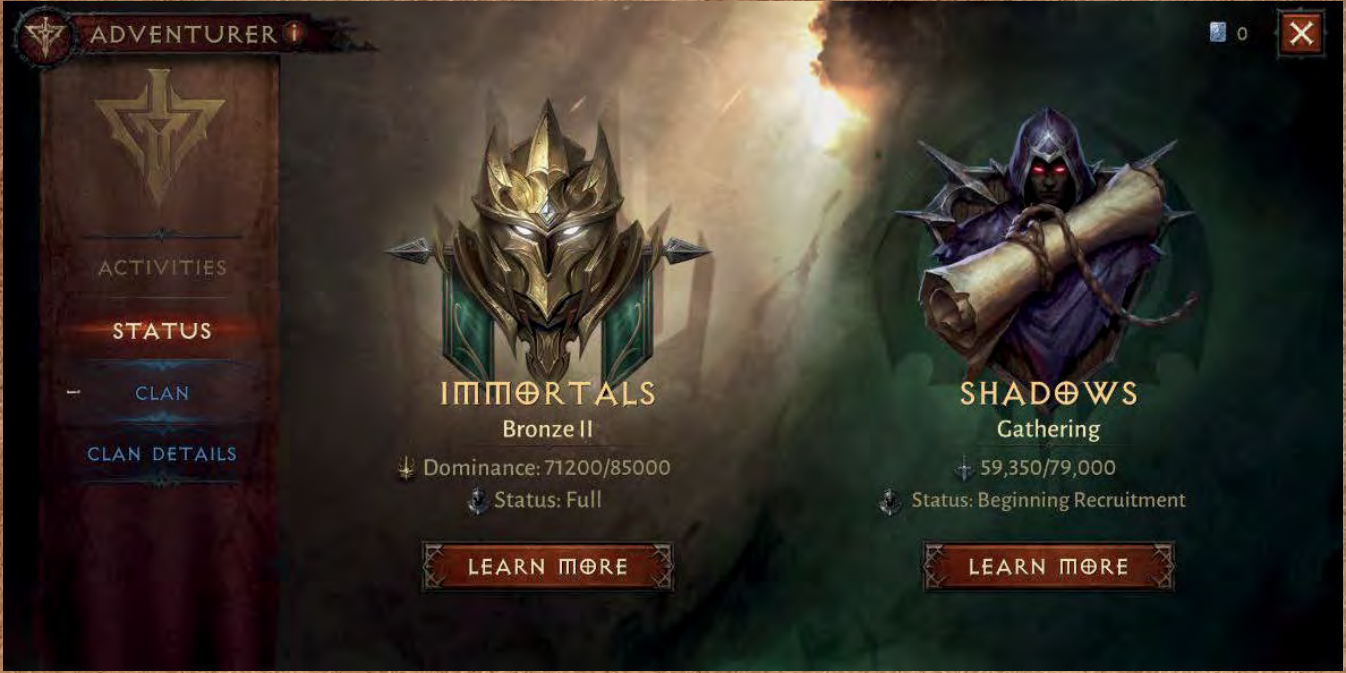 ADVENTURER i
0
ACTIVITIES
STATUS
CLAN
CLAN DETAILS
IMMORTALS
Bronze II
Dominance: 71200/85000
Status: Full
LEARN MORE
SHADOWS
Gathering
59,350/79,000
Status: Beginning Recruitment
LEARN MORE